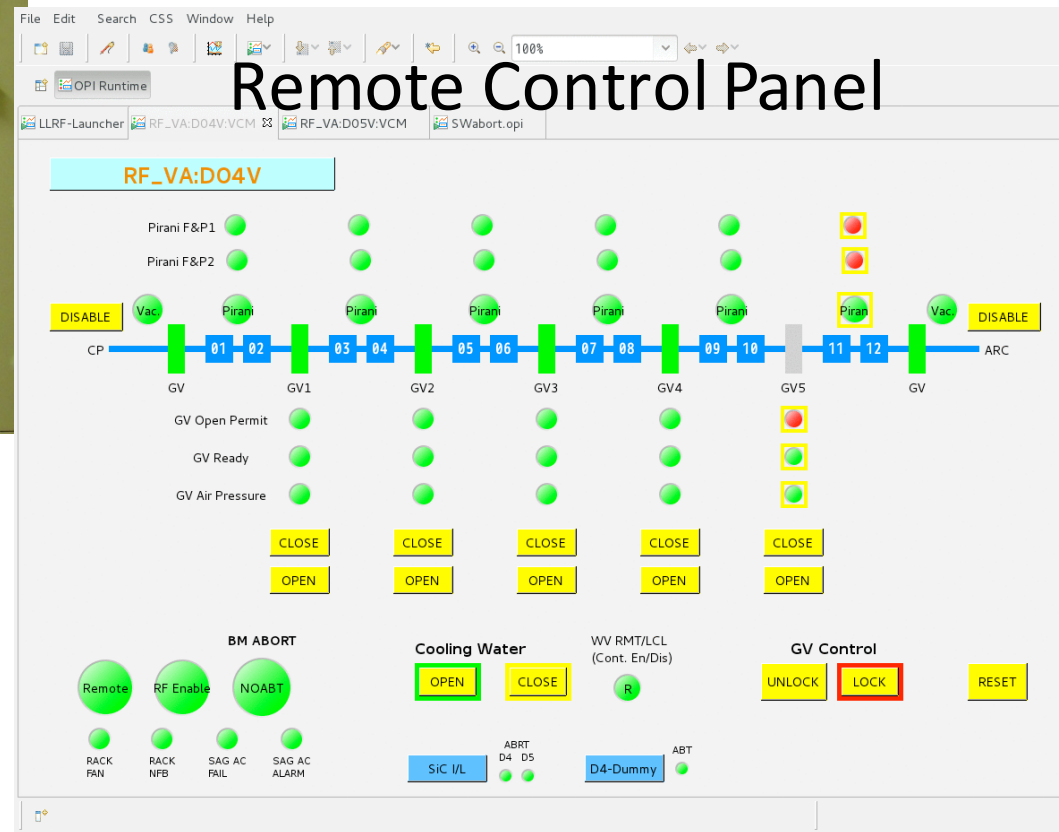 File Edit Search CSS Window Help
100%
OPI Runtime
Remote Control Panel
LLRF-Launcher RF_VA:D04V:VCM RF_VA:D05V:VCM SWabort.opi
RF_VA:D04V
Pirani F&P1
Pirani F&P2
DISABLE Vac. Pirani Pirani Pirani Pirani Pirani Piran Vac. DISABLE
CP 01 02 03 04 05 06 07 08 09 10 11 12 ARC
GV GV1 GV2 GV3 GV4 GV5 GV
GV Open Permit
GV Ready
GV Air Pressure
CLOSE CLOSE CLOSE CLOSE CLOSE
OPEN OPEN OPEN OPEN OPEN
BM ABORT
Remote RF Enable NOABT
RACK FAN
RACK NFB
SAG AC FAIL
SAG AC ALARM
Cooling Water
OPEN CLOSE
WV RMT/LCL
(Cont. En/Dis)
R
GV Control
UNLOCK LOCK RESET
SiC I/L
ABRT
D4 D5
D4-Dummy
ABT